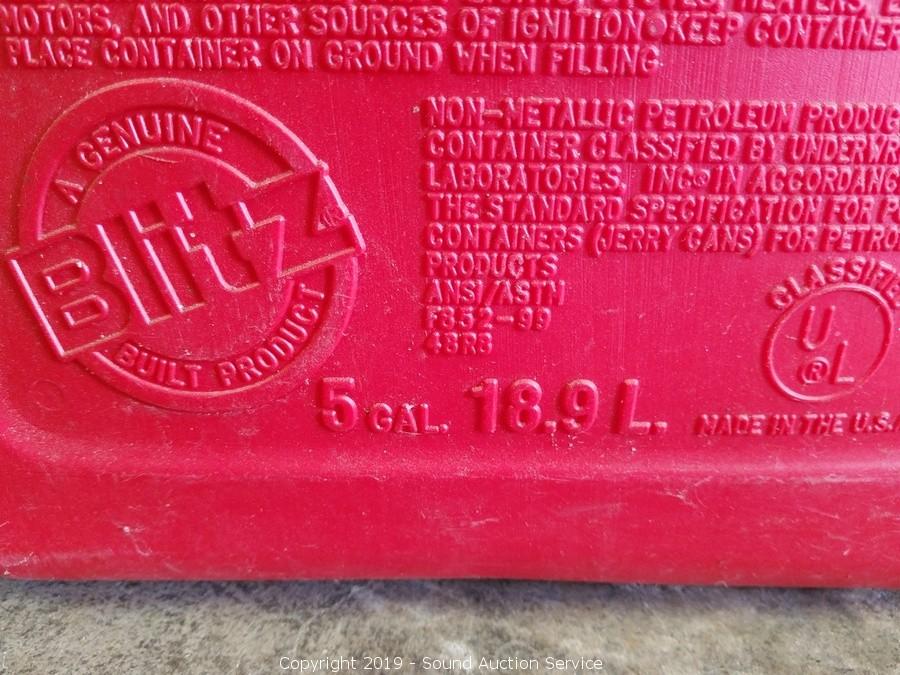 MOTORS, AND OTHER SOURCES OF IGNITION•KEEP CONTAINER
PLACE CONTAINER ON GROUND WHEN FILLING
A GENUINE
Blitz®
BUILT PRODUCT
NON-METALLIC PETROLEUM PRODUC
CONTAINER CLASSIFIED BY UNDERWR
LABORATORIES, INC®IN ACCORDANC
THE STANDARD SPECIFICATION FOR PO
CONTAINERS (JERRY CANS) FOR PETRO
PRODUCTS
ANSI/ASTM
F852-99
48R8
CLASSIFIE
U
®L
5 GAL. 18.9 L.
MADE IN THE U.S.A
Copyright 2019 - Sound Auction Service